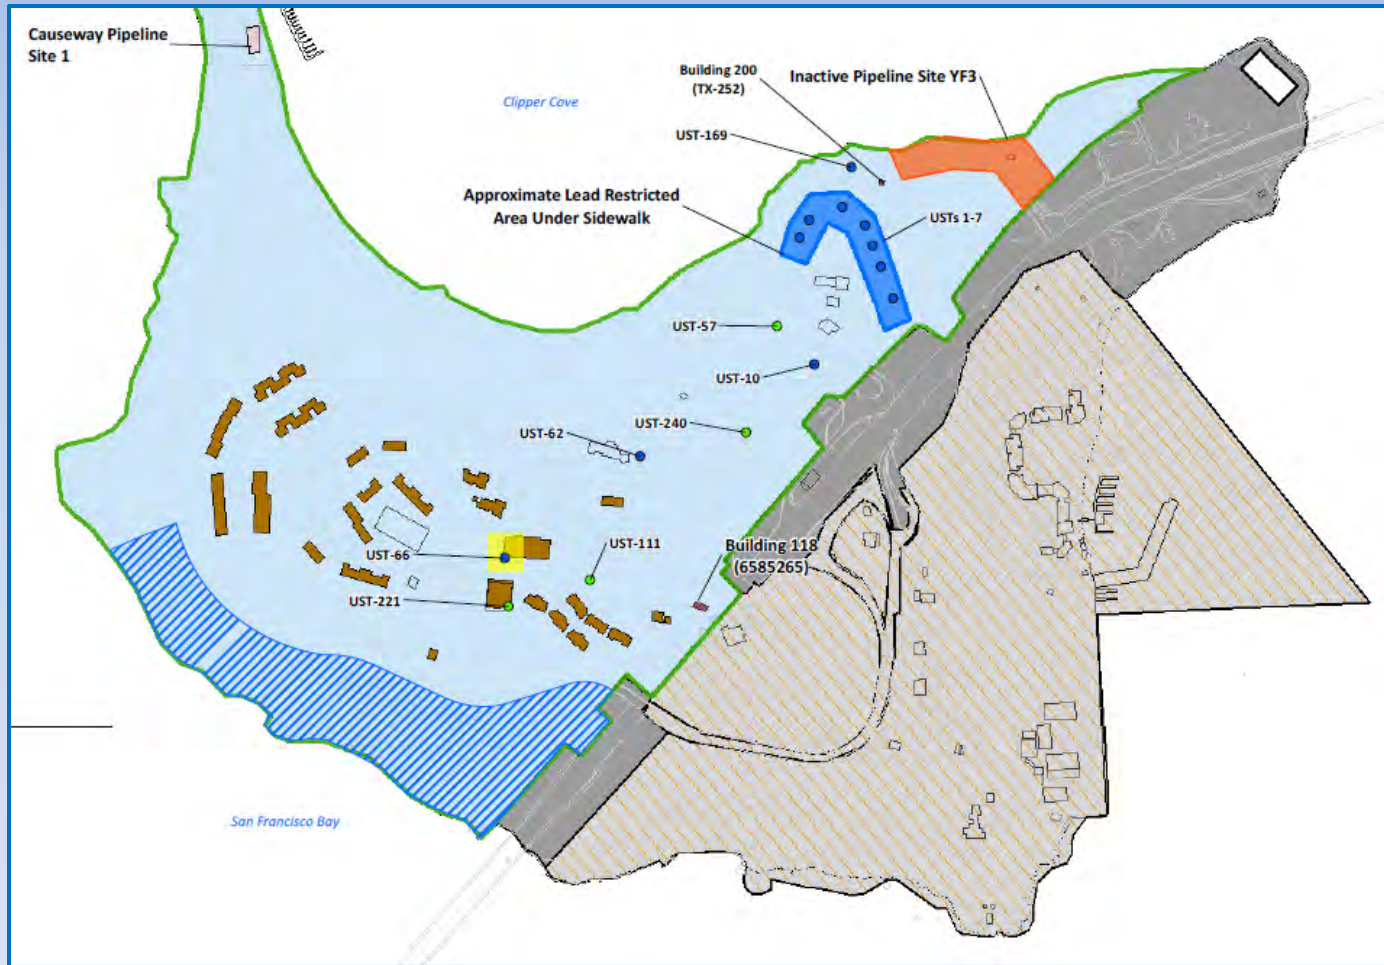 Causeway Pipeline
Site 1
Clipper Cove
Building 200
(TX-252)
Inactive Pipeline Site YF3
UST-169
Approximate Lead Restricted
Area Under Sidewalk
USTs 1-7
UST-57
UST-10
UST-240
UST-62
UST-66
UST-111
Building 118
(6585265)
UST-221
San Francisco Bay